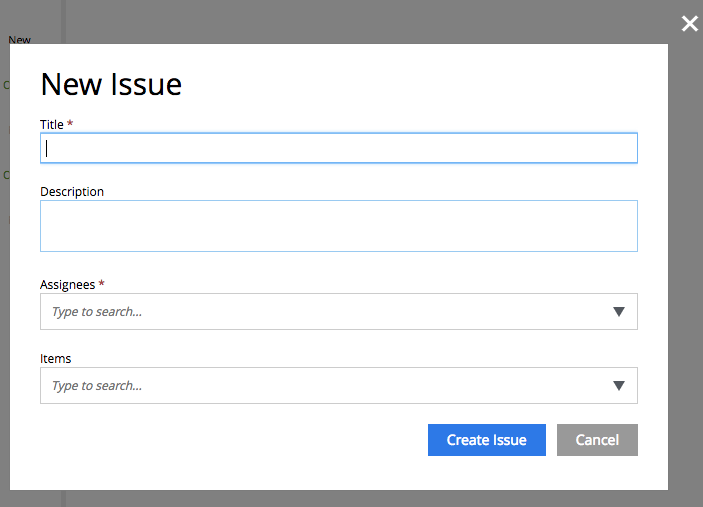 New
New Issue
Title *
Description
Assignees *
Type to search...
Items
Type to search...
Create Issue
Cancel